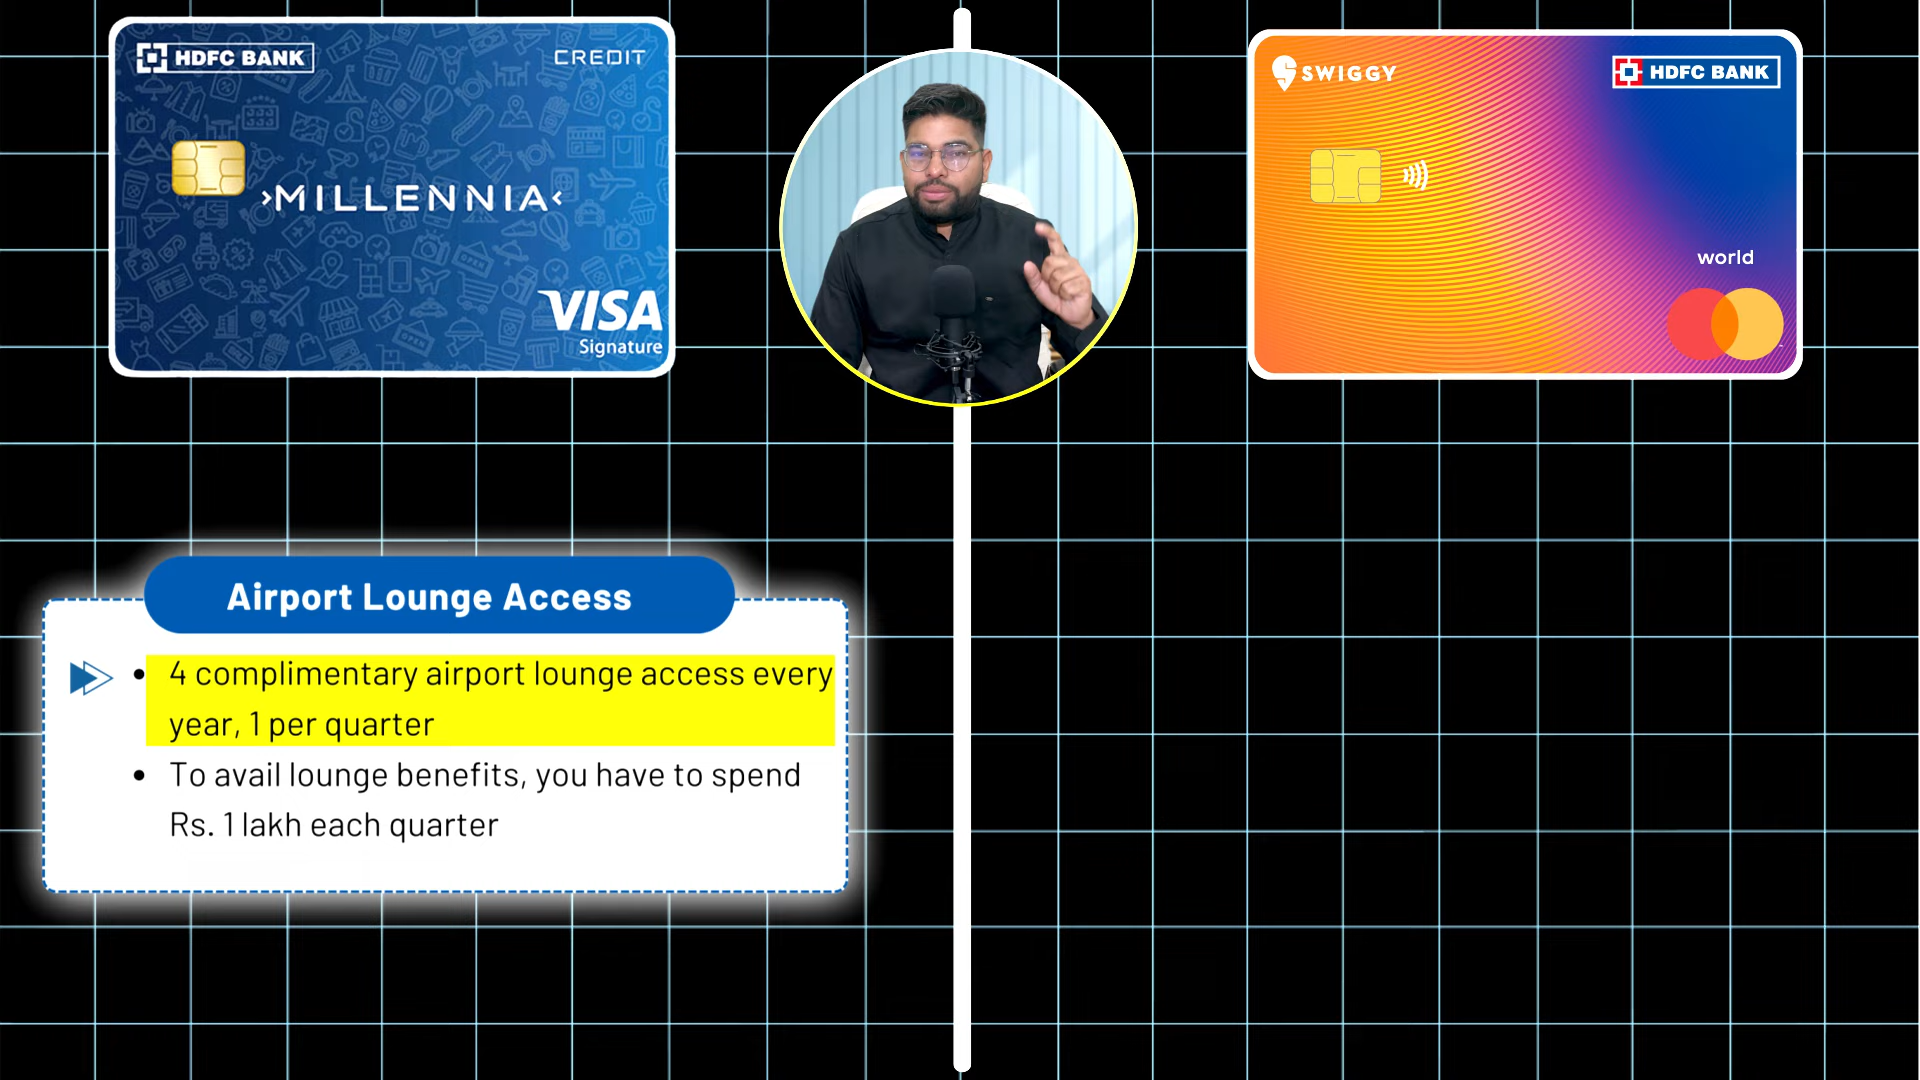 HDFC BANK
CREDIT
MILLENNIA
VISA
Signature
SWIGGY
HDFC BANK
world
Airport Lounge Access
• 4 complimentary airport lounge access every
year, 1 per quarter
• To avail lounge benefits, you have to spend
Rs. 1 lakh each quarter